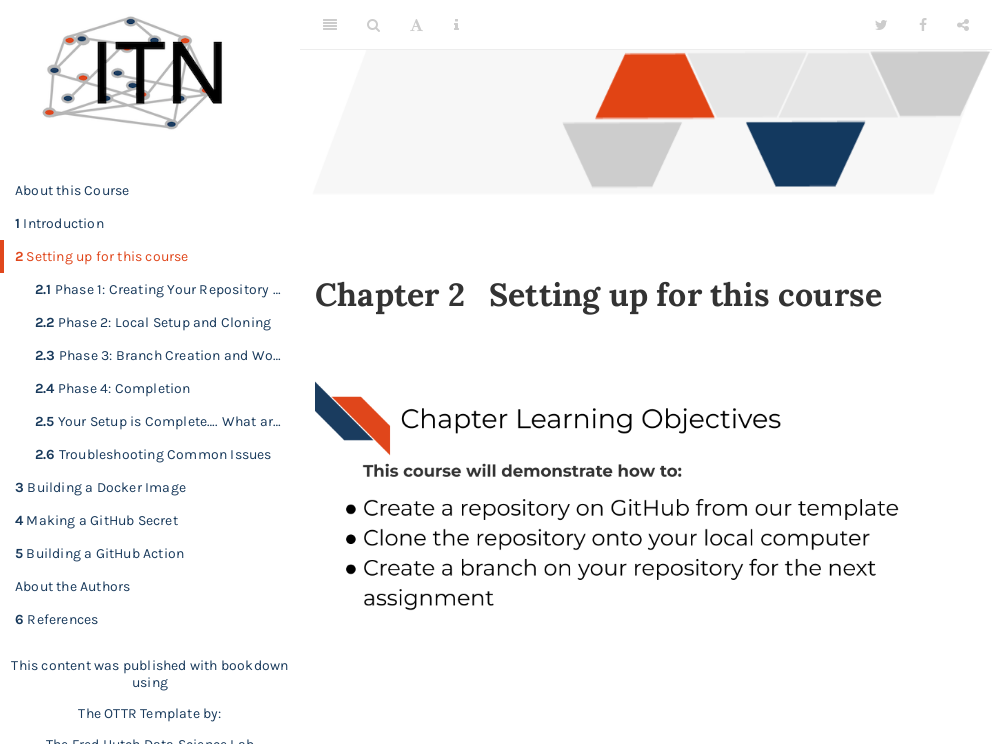 ITN
About this Course
1 Introduction
2 Setting up for this course
2.1 Phase 1: Creating Your Repository ...
2.2 Phase 2: Local Setup and Cloning
2.3 Phase 3: Branch Creation and Wo...
2.4 Phase 4: Completion
2.5 Your Setup is Complete.... What ar...
2.6 Troubleshooting Common Issues
3 Building a Docker Image
4 Making a GitHub Secret
5 Building a GitHub Action
About the Authors
6 References
This content was published with bookdown
using
The OTTR Template by:
The Fred Hutch Data Science Lab
Chapter 2 Setting up for this course
Chapter Learning Objectives
This course will demonstrate how to:
● Create a repository on GitHub from our template
● Clone the repository onto your local computer
● Create a branch on your repository for the next
assignment